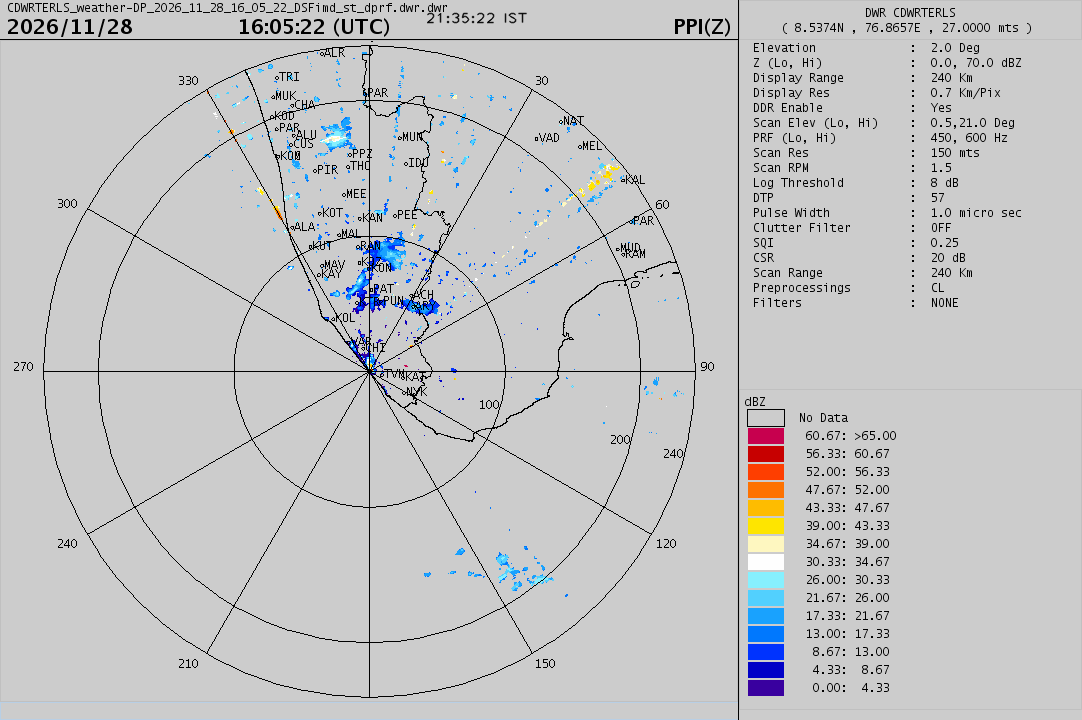 CDWRTERLS_weather-DP_2026_11_28_16_05_22_DSFimd_st_dprf.dwr.dwr
2026/11/28 16:05:22 (UTC) 21:35:22 IST PPI(Z)
DWR CDWRTERLS
( 8.5374N , 76.8657E , 27.0000 mts )
Elevation : 2.0 Deg
Z (Lo, Hi) : 0.0, 70.0 dBZ
Display Range : 240 Km
Display Res : 0.7 Km/Pix
DDR Enable : Yes
Scan Elev (Lo, Hi) : 0.5,21.0 Deg
PRF (Lo, Hi) : 450, 600 Hz
Scan Res : 150 mts
Scan RPM : 1.5
Log Threshold : 8 dB
DTP : 57
Pulse Width : 1.0 micro sec
Clutter Filter : OFF
SQI : 0.25
CSR : 20 dB
Scan Range : 240 Km
Preprocessings : CL
Filters : NONE
dBZ
No Data
60.67: >65.00
56.33: 60.67
52.00: 56.33
47.67: 52.00
43.33: 47.67
39.00: 43.33
34.67: 39.00
30.33: 34.67
26.00: 30.33
21.67: 26.00
17.33: 21.67
13.00: 17.33
8.67: 13.00
4.33: 8.67
0.00: 4.33
ALR
330 TRI 30
PAR
MUK
CHA
KOD
NAT
PAR
ALU MUN VAD
CUS MEL
KOM PPZ
PIR THO IDU
KAL
MEE
300 60
KOT KAN PEE
PAR
ALA MAL
KUT RAN MUD
RAM
MAV KON
KAY
PAT
PUN ACH
KOL
VAR
CHI
270 90
TVM KAT
NYK
100
200
240
240 120
210 150